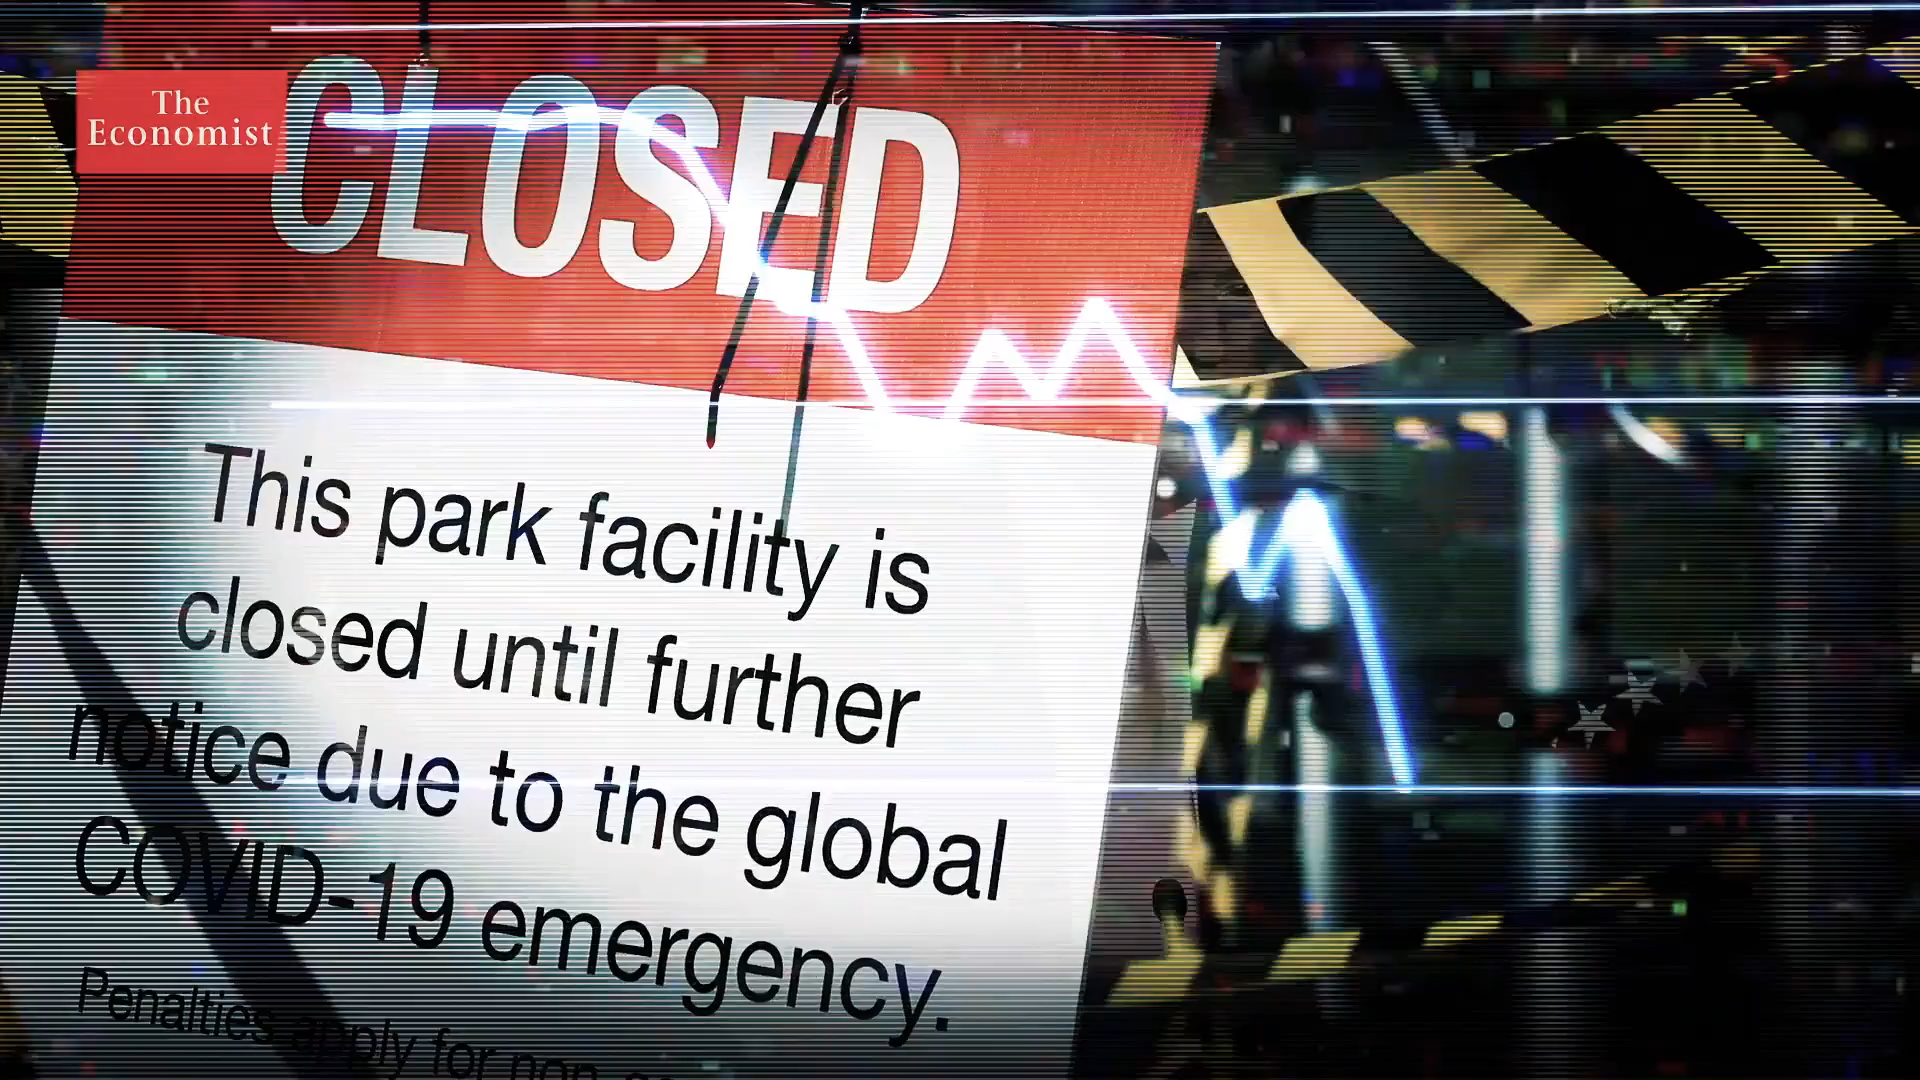 The
Economist
CLOSED
This park facility is
closed until further
notice due to the global
COVID-19 emergency.
Penalties apply for